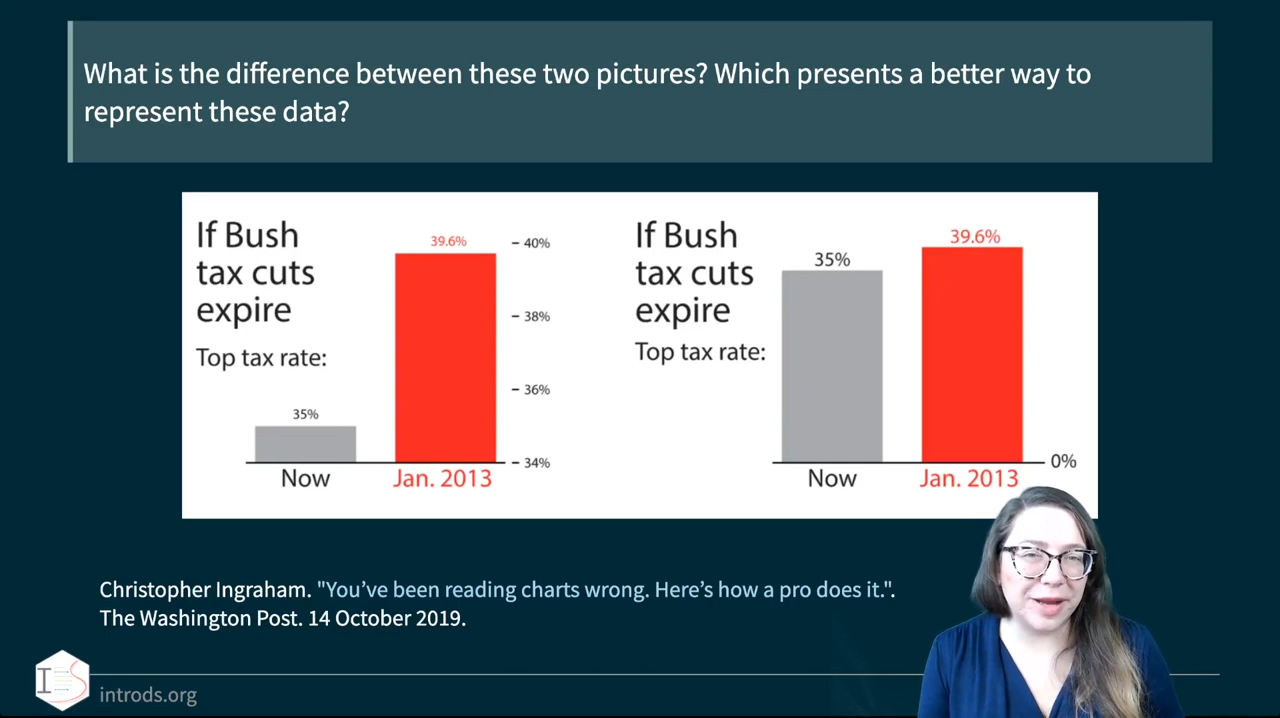 What is the difference between these two pictures? Which presents a better way to
represent these data?
If Bush
tax cuts
expire
Top tax rate:
35%
39.6%
– 40%
– 38%
– 36%
– 34%
Now
Jan. 2013
If Bush
tax cuts
expire
Top tax rate:
35%
39.6%
0%
Now
Jan. 2013
Christopher Ingraham. "You've been reading charts wrong. Here's how a pro does it.".
The Washington Post. 14 October 2019.
IDS
introds.org